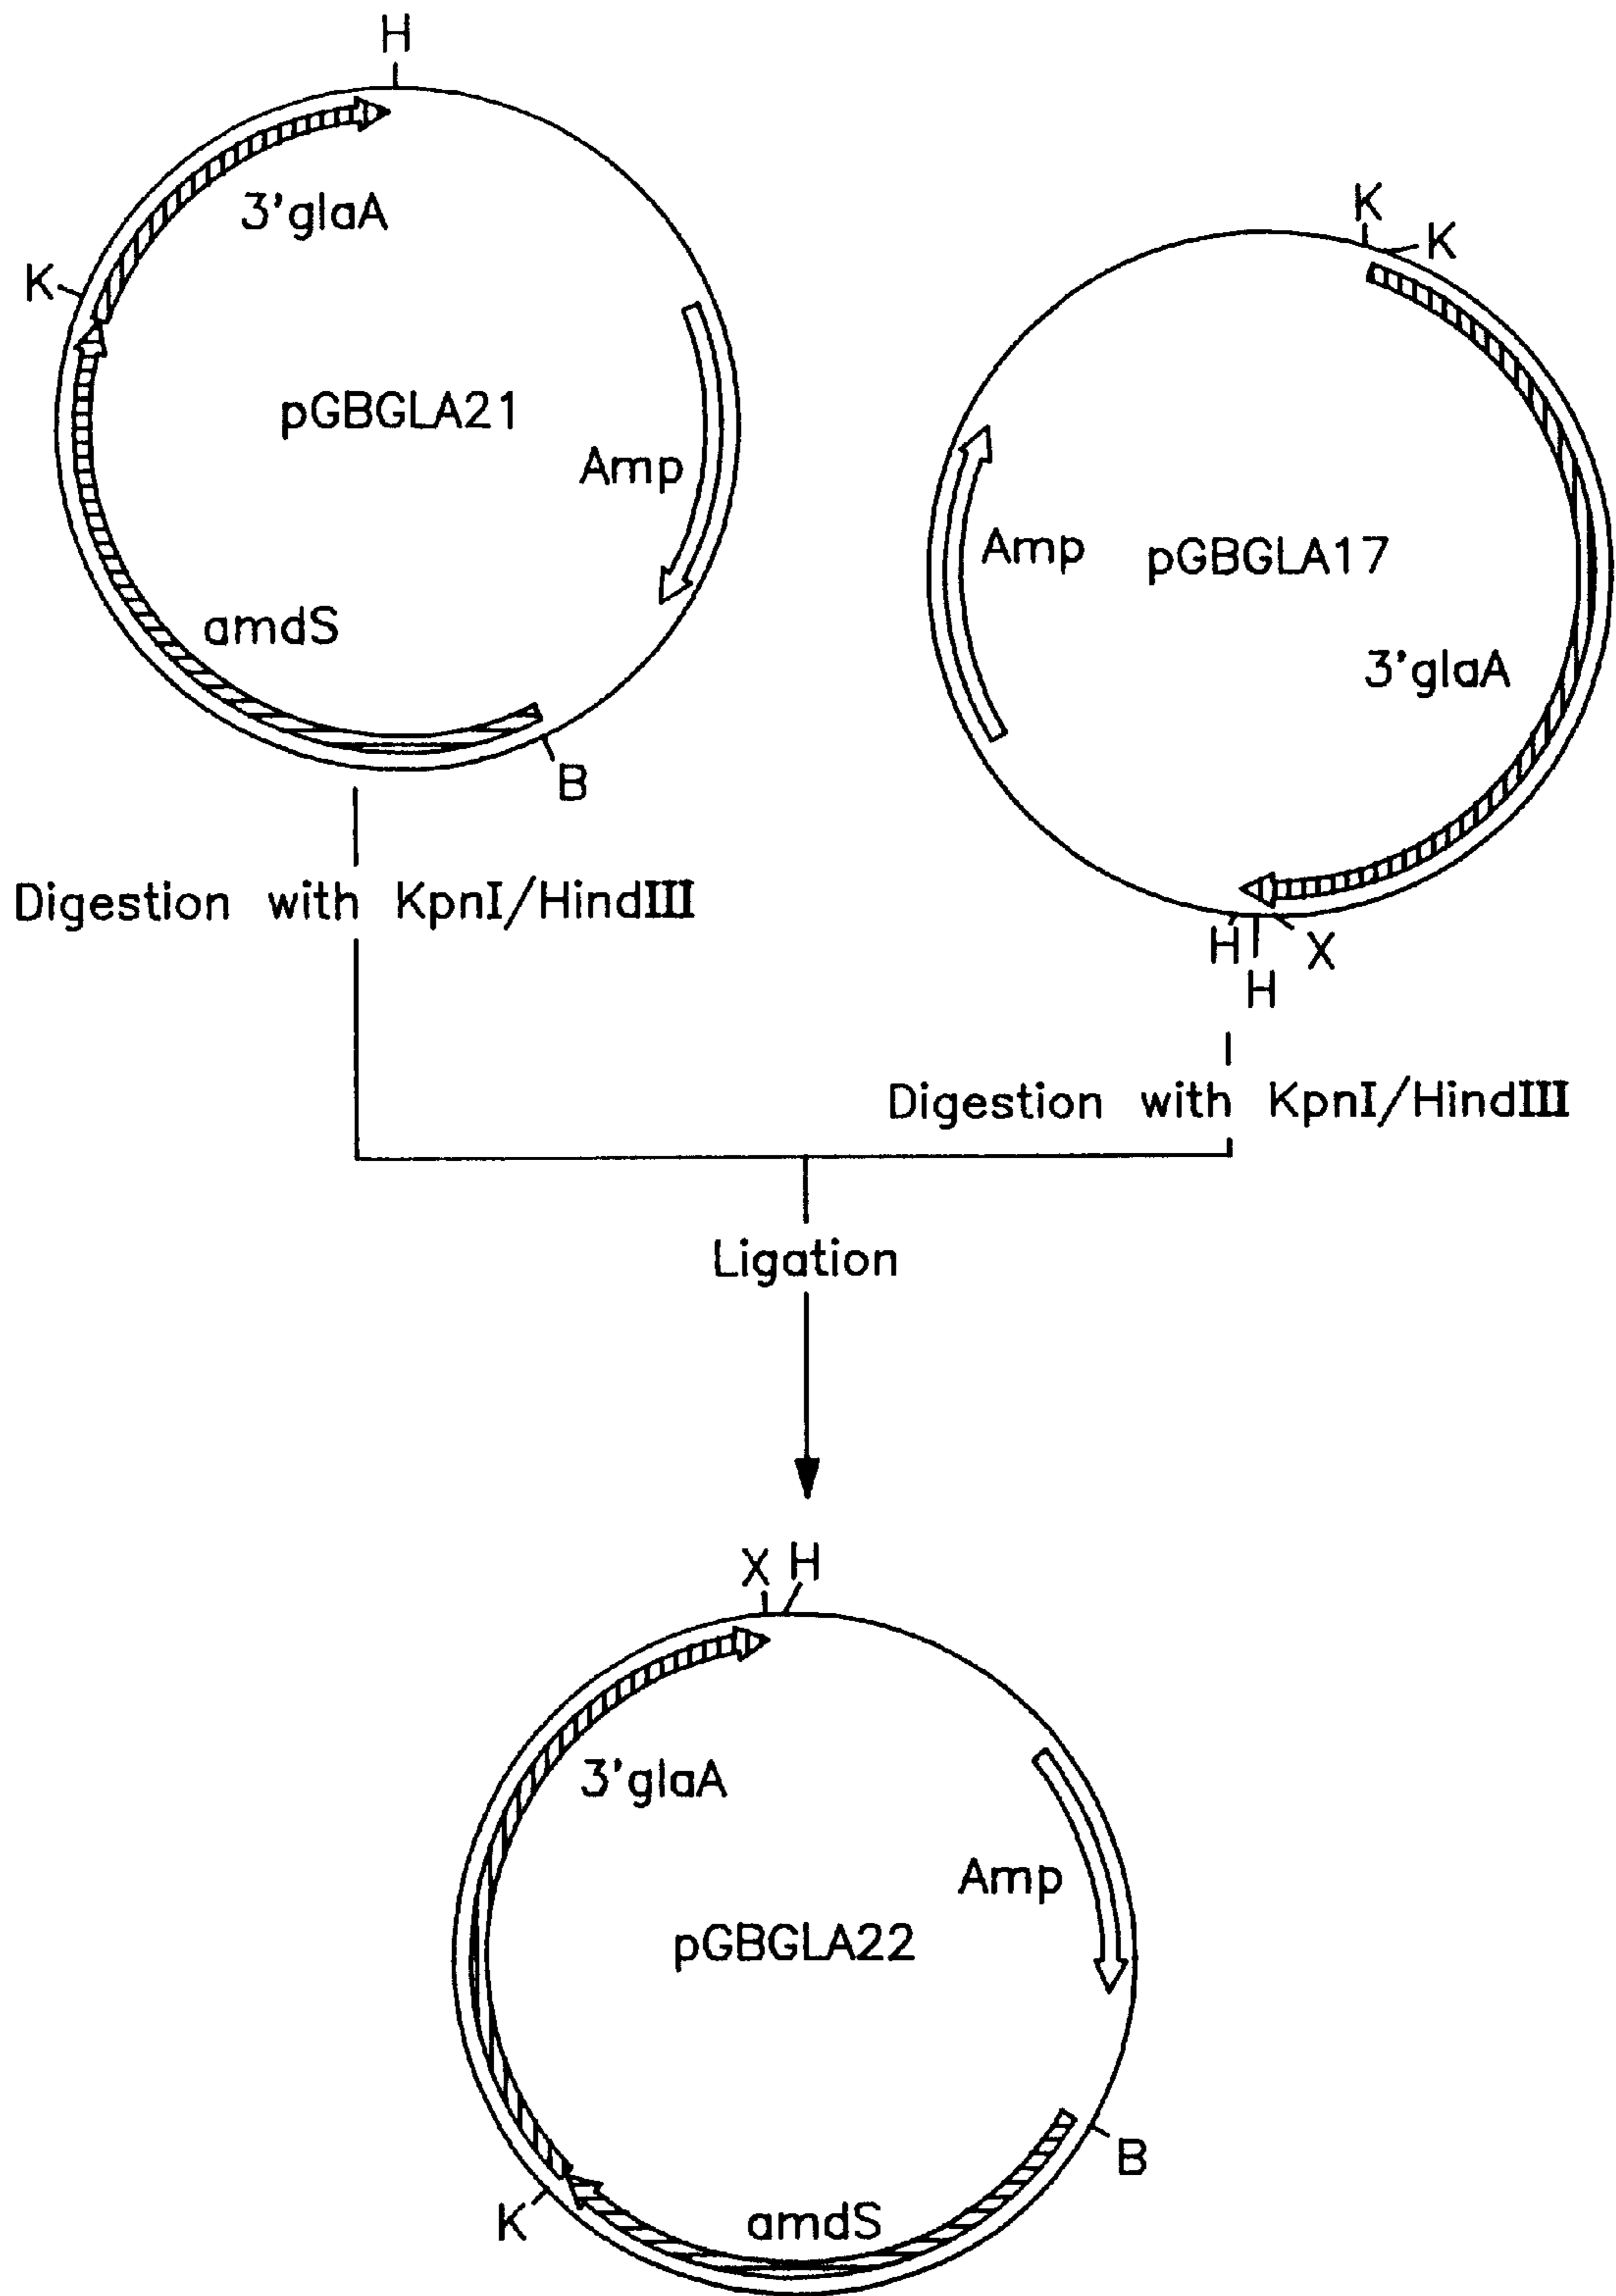 H
3'glaA
K
pGBGLA21
Amp
amdS
B
K
K
Amp
pGBGLA17
3'glaA
H
H
X
Digestion with KpnI/HindIII
Digestion with KpnI/HindIII
Ligation
X H
3'glaA
Amp
pGBGLA22
B
K
amdS